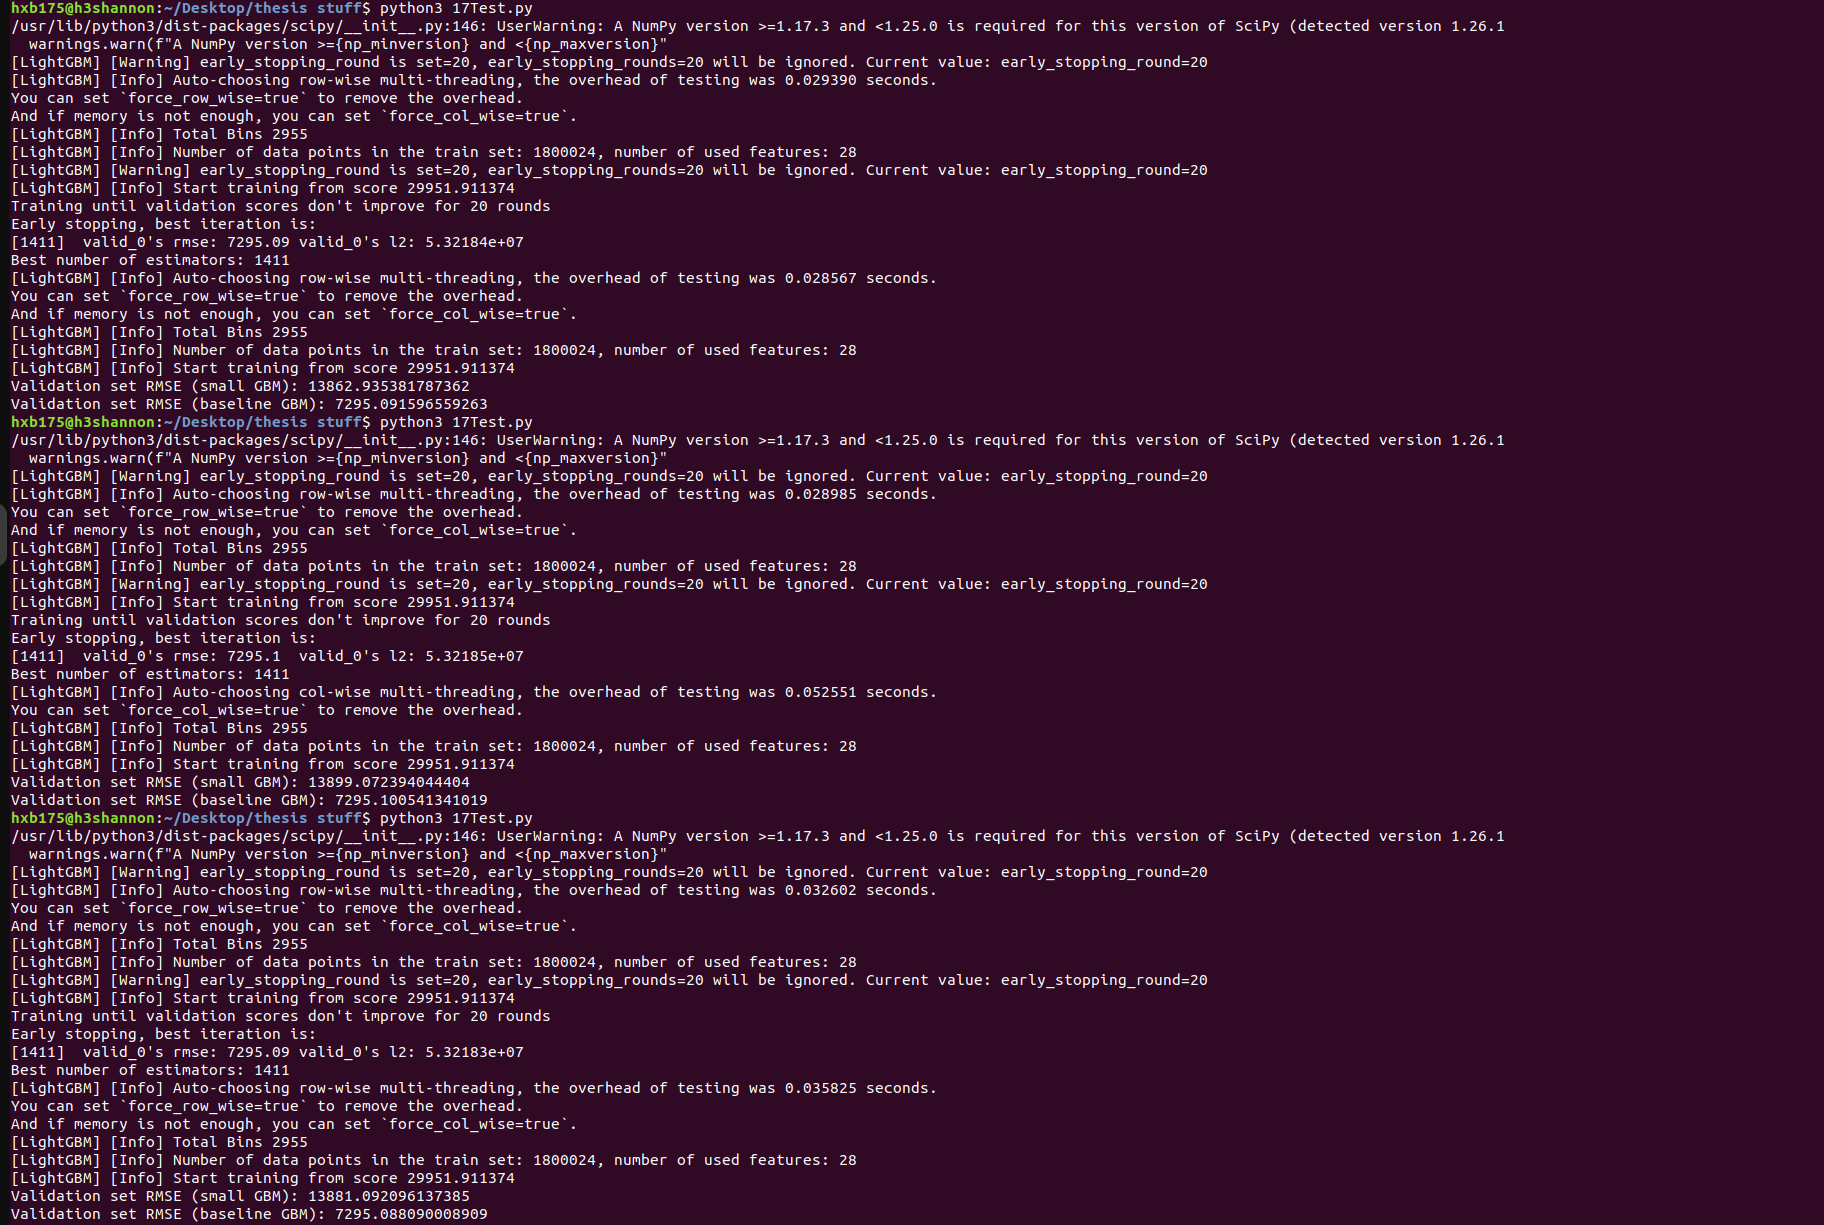 hxb175@h3shannon:~/Desktop/thesis stuff$ python3 17Test.py
/usr/lib/python3/dist-packages/scipy/__init__.py:146: UserWarning: A NumPy version >=1.17.3 and <1.25.0 is required for this version of SciPy (detected version 1.26.1
  warnings.warn(f"A NumPy version >={np_minversion} and <{np_maxversion}"
[LightGBM] [Warning] early_stopping_round is set=20, early_stopping_rounds=20 will be ignored. Current value: early_stopping_round=20
[LightGBM] [Info] Auto-choosing row-wise multi-threading, the overhead of testing was 0.029390 seconds.
You can set `force_row_wise=true` to remove the overhead.
And if memory is not enough, you can set `force_col_wise=true`.
[LightGBM] [Info] Total Bins 2955
[LightGBM] [Info] Number of data points in the train set: 1800024, number of used features: 28
[LightGBM] [Warning] early_stopping_round is set=20, early_stopping_rounds=20 will be ignored. Current value: early_stopping_round=20
[LightGBM] [Info] Start training from score 29951.911374
Training until validation scores don't improve for 20 rounds
Early stopping, best iteration is:
[1411]  valid_0's rmse: 7295.09 valid_0's l2: 5.32184e+07
Best number of estimators: 1411
[LightGBM] [Info] Auto-choosing row-wise multi-threading, the overhead of testing was 0.028567 seconds.
You can set `force_row_wise=true` to remove the overhead.
And if memory is not enough, you can set `force_col_wise=true`.
[LightGBM] [Info] Total Bins 2955
[LightGBM] [Info] Number of data points in the train set: 1800024, number of used features: 28
[LightGBM] [Info] Start training from score 29951.911374
Validation set RMSE (small GBM): 13862.935381787362
Validation set RMSE (baseline GBM): 7295.091596559263
hxb175@h3shannon:~/Desktop/thesis stuff$ python3 17Test.py
/usr/lib/python3/dist-packages/scipy/__init__.py:146: UserWarning: A NumPy version >=1.17.3 and <1.25.0 is required for this version of SciPy (detected version 1.26.1
  warnings.warn(f"A NumPy version >={np_minversion} and <{np_maxversion}"
[LightGBM] [Warning] early_stopping_round is set=20, early_stopping_rounds=20 will be ignored. Current value: early_stopping_round=20
[LightGBM] [Info] Auto-choosing row-wise multi-threading, the overhead of testing was 0.028985 seconds.
You can set `force_row_wise=true` to remove the overhead.
And if memory is not enough, you can set `force_col_wise=true`.
[LightGBM] [Info] Total Bins 2955
[LightGBM] [Info] Number of data points in the train set: 1800024, number of used features: 28
[LightGBM] [Warning] early_stopping_round is set=20, early_stopping_rounds=20 will be ignored. Current value: early_stopping_round=20
[LightGBM] [Info] Start training from score 29951.911374
Training until validation scores don't improve for 20 rounds
Early stopping, best iteration is:
[1411]  valid_0's rmse: 7295.1  valid_0's l2: 5.32185e+07
Best number of estimators: 1411
[LightGBM] [Info] Auto-choosing col-wise multi-threading, the overhead of testing was 0.052551 seconds.
You can set `force_col_wise=true` to remove the overhead.
[LightGBM] [Info] Total Bins 2955
[LightGBM] [Info] Number of data points in the train set: 1800024, number of used features: 28
[LightGBM] [Info] Start training from score 29951.911374
Validation set RMSE (small GBM): 13899.072394044404
Validation set RMSE (baseline GBM): 7295.100541341019
hxb175@h3shannon:~/Desktop/thesis stuff$ python3 17Test.py
/usr/lib/python3/dist-packages/scipy/__init__.py:146: UserWarning: A NumPy version >=1.17.3 and <1.25.0 is required for this version of SciPy (detected version 1.26.1
  warnings.warn(f"A NumPy version >={np_minversion} and <{np_maxversion}"
[LightGBM] [Warning] early_stopping_round is set=20, early_stopping_rounds=20 will be ignored. Current value: early_stopping_round=20
[LightGBM] [Info] Auto-choosing row-wise multi-threading, the overhead of testing was 0.032602 seconds.
You can set `force_row_wise=true` to remove the overhead.
And if memory is not enough, you can set `force_col_wise=true`.
[LightGBM] [Info] Total Bins 2955
[LightGBM] [Info] Number of data points in the train set: 1800024, number of used features: 28
[LightGBM] [Warning] early_stopping_round is set=20, early_stopping_rounds=20 will be ignored. Current value: early_stopping_round=20
[LightGBM] [Info] Start training from score 29951.911374
Training until validation scores don't improve for 20 rounds
Early stopping, best iteration is:
[1411]  valid_0's rmse: 7295.09 valid_0's l2: 5.32183e+07
Best number of estimators: 1411
[LightGBM] [Info] Auto-choosing row-wise multi-threading, the overhead of testing was 0.035825 seconds.
You can set `force_row_wise=true` to remove the overhead.
And if memory is not enough, you can set `force_col_wise=true`.
[LightGBM] [Info] Total Bins 2955
[LightGBM] [Info] Number of data points in the train set: 1800024, number of used features: 28
[LightGBM] [Info] Start training from score 29951.911374
Validation set RMSE (small GBM): 13881.092096137385
Validation set RMSE (baseline GBM): 7295.088090008909